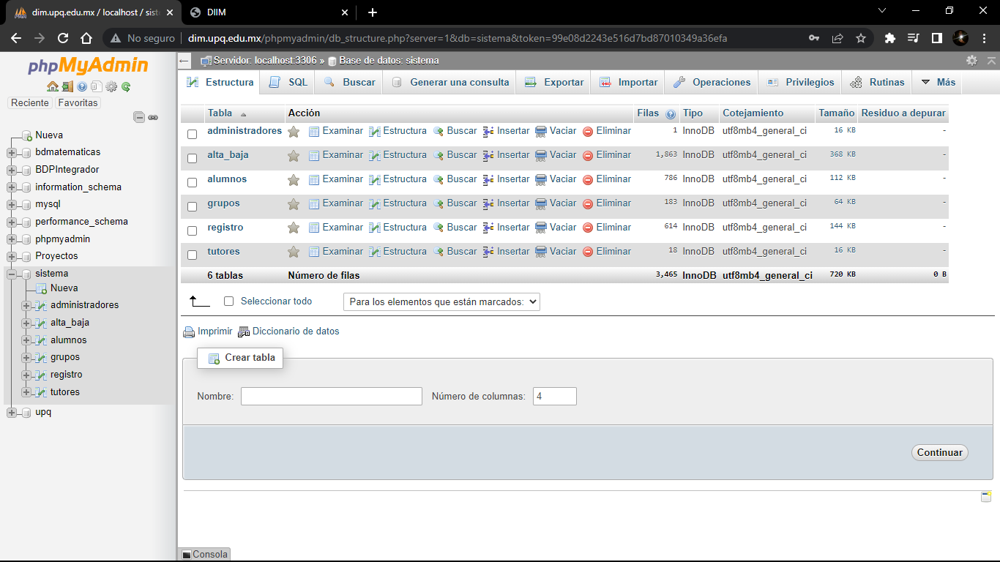 dim.upq.edu.mx / localhost / sist
DIIM
No seguro
dim.upq.edu.mx/phpmyadmin/db_structure.php?server=1&db=sistema&token=99e08d2243e516d7bd87010349a36efa
phpMyAdmin
Reciente
Favoritas
Nueva
bdmatematicas
BDPIntegrador
information_schema
mysql
performance_schema
phpmyadmin
Proyectos
sistema
Nueva
administradores
alta_baja
alumnos
grupos
registro
tutores
upq
Servidor: localhost:3306 » Base de datos: sistema
Estructura SQL Buscar Generar una consulta Exportar Importar Operaciones Privilegios Rutinas Más
Tabla Acción Filas Tipo Cotejamiento Tamaño Residuo a depurar
administradores Examinar Estructura Buscar Insertar Vaciar Eliminar 1 InnoDB utf8mb4_general_ci 16 KB -
alta_baja Examinar Estructura Buscar Insertar Vaciar Eliminar 1,863 InnoDB utf8mb4_general_ci 368 KB -
alumnos Examinar Estructura Buscar Insertar Vaciar Eliminar 786 InnoDB utf8mb4_general_ci 112 KB -
grupos Examinar Estructura Buscar Insertar Vaciar Eliminar 183 InnoDB utf8mb4_general_ci 64 KB -
registro Examinar Estructura Buscar Insertar Vaciar Eliminar 614 InnoDB utf8mb4_general_ci 144 KB -
tutores Examinar Estructura Buscar Insertar Vaciar Eliminar 18 InnoDB utf8mb4_general_ci 16 KB -
6 tablas Número de filas 3,465 InnoDB utf8mb4_general_ci 720 KB 0 B
Seleccionar todo Para los elementos que están marcados:
Imprimir Diccionario de datos
Crear tabla
Nombre: Número de columnas: 4
Continuar
Consola